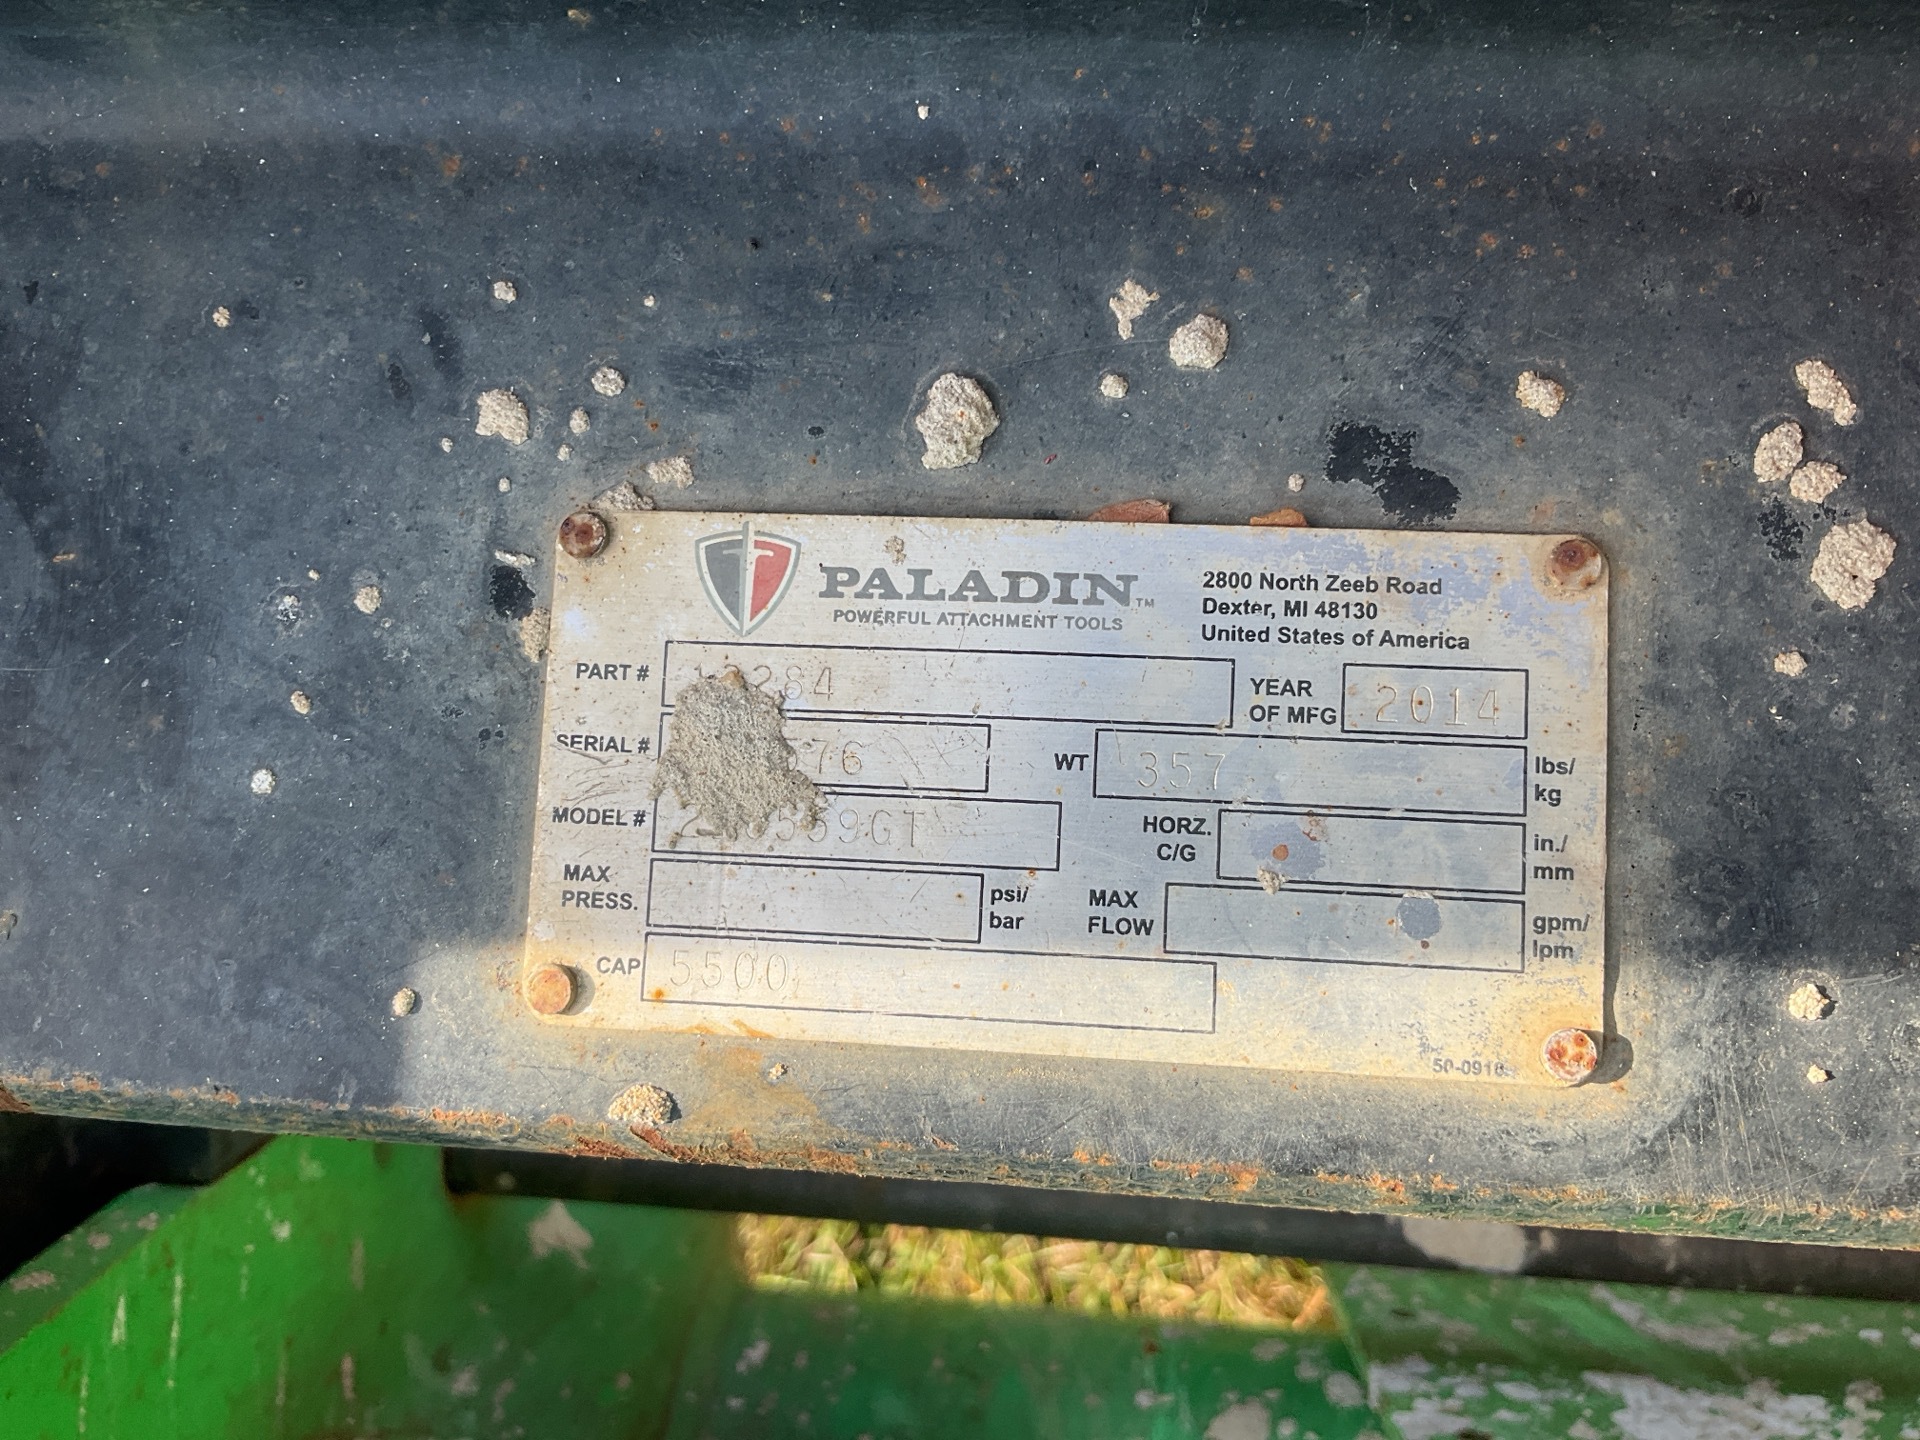 PALADIN™
POWERFUL ATTACHMENT TOOLS
2800 North Zeeb Road
Dexter, MI 48130
United States of America
PART #
YEAR
OF MFG
2014
SERIAL #
WT
357
lbs/
kg
MODEL #
HORZ.
C/G
in./
mm
MAX
PRESS.
psi/
bar
MAX
FLOW
gpm/
lpm
CAP
5500